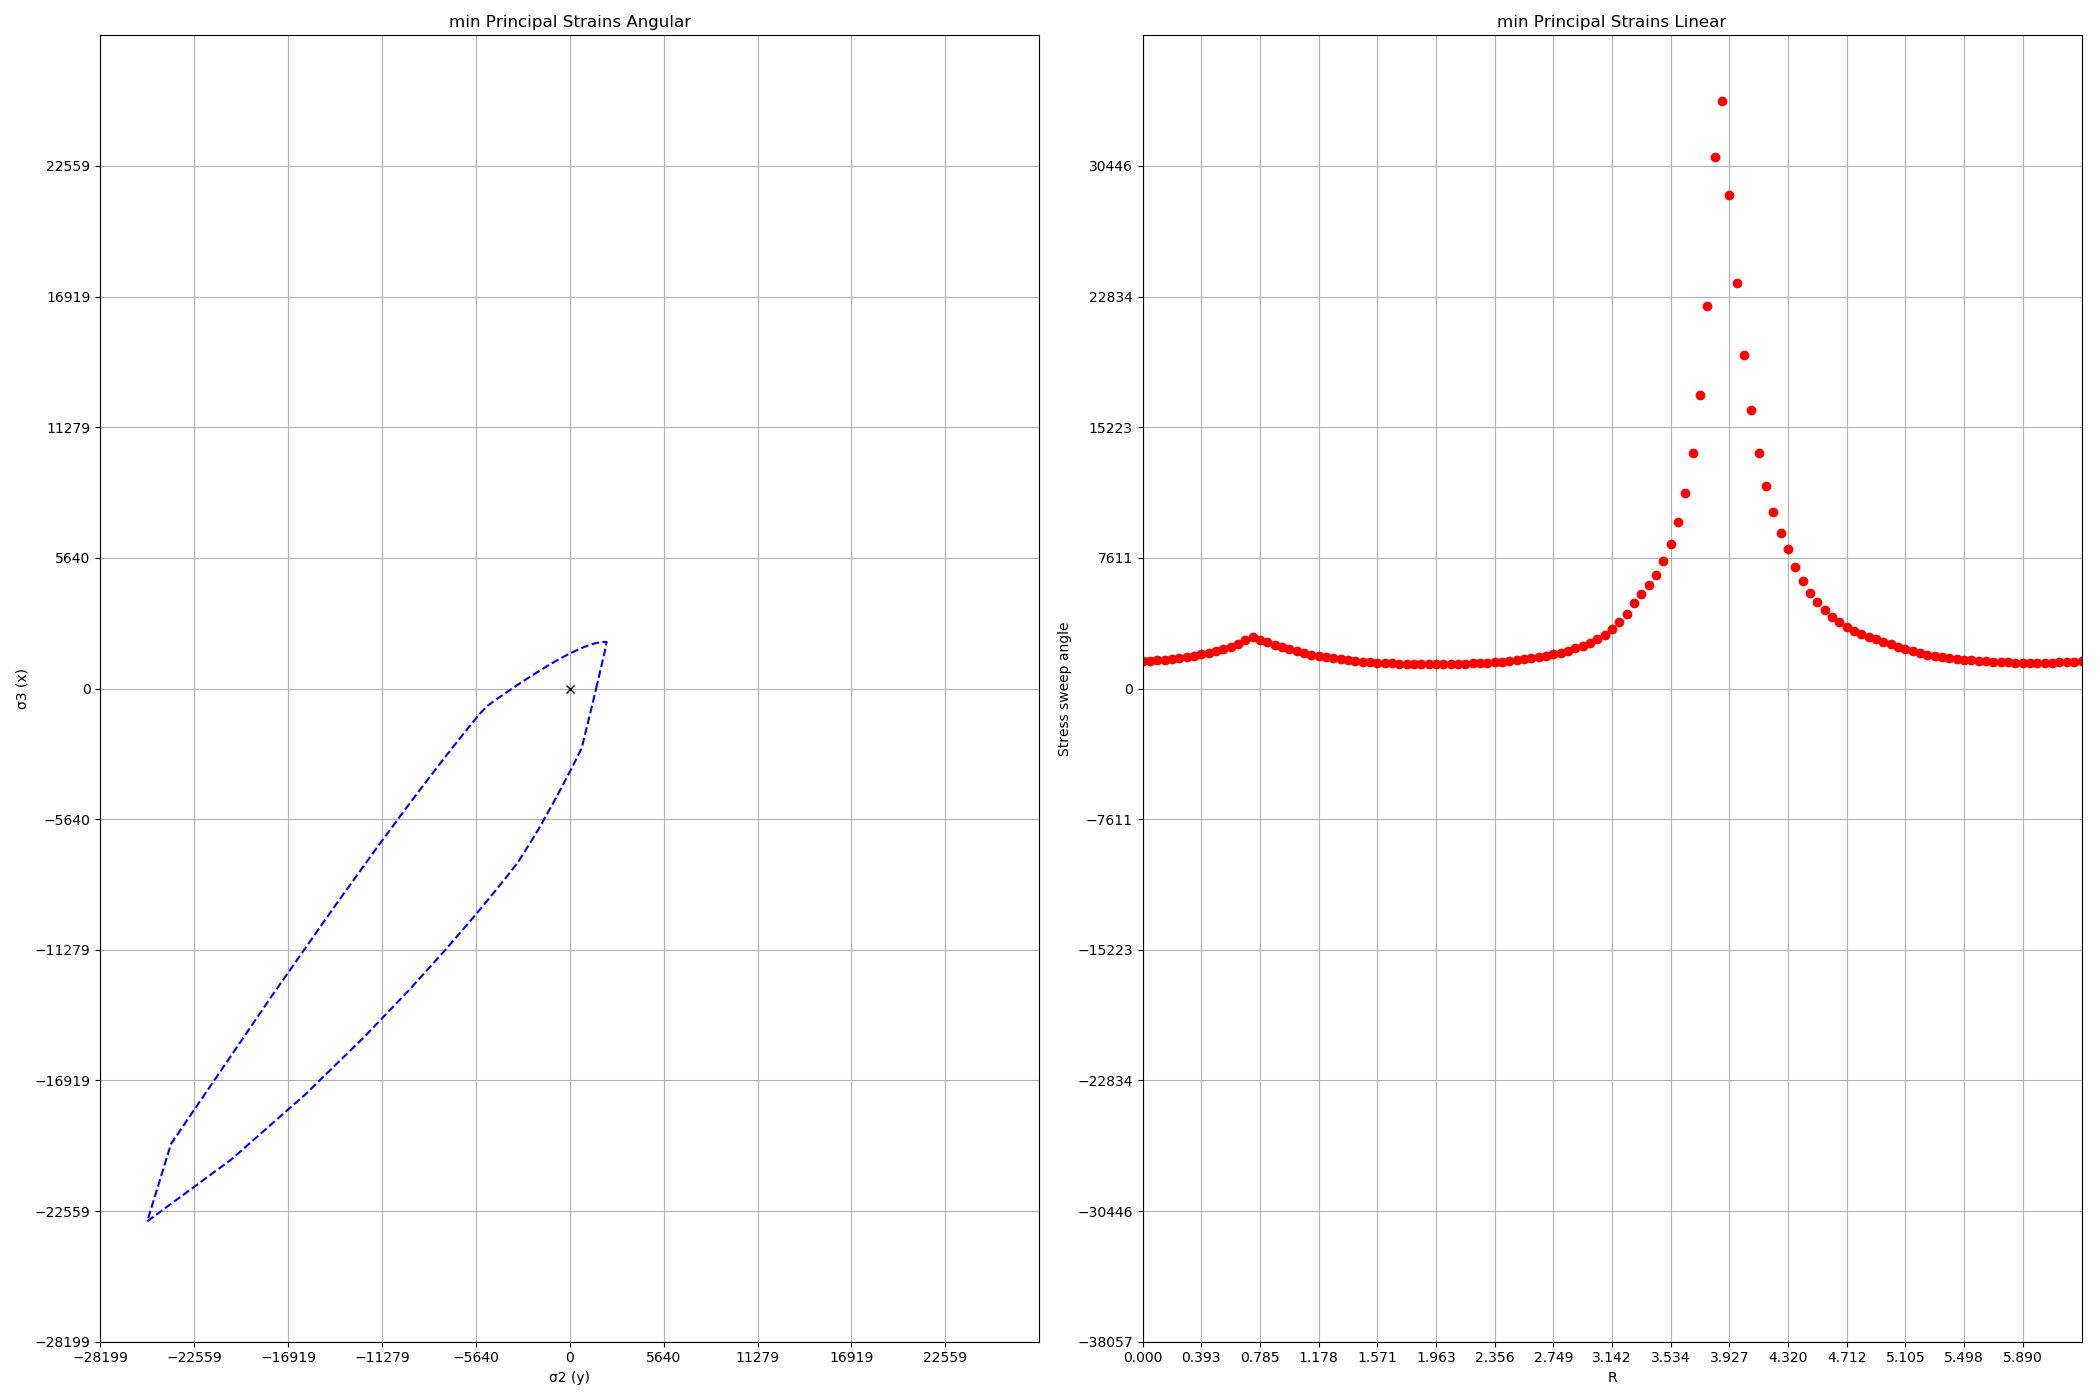 min Principal Strains Angular
22559
16919
11279
5640
0
−5640
−11279
−16919
−22559
−28199
σ3 (x)
−28199 −22559 −16919 −11279 −5640 0 5640 11279 16919 22559
σ2 (y)
min Principal Strains Linear
30446
22834
15223
7611
0
−7611
−15223
−22834
−30446
−38057
Stress sweep angle
0.000 0.393 0.785 1.178 1.571 1.963 2.356 2.749 3.142 3.534 3.927 4.320 4.712 5.105 5.498 5.890
R